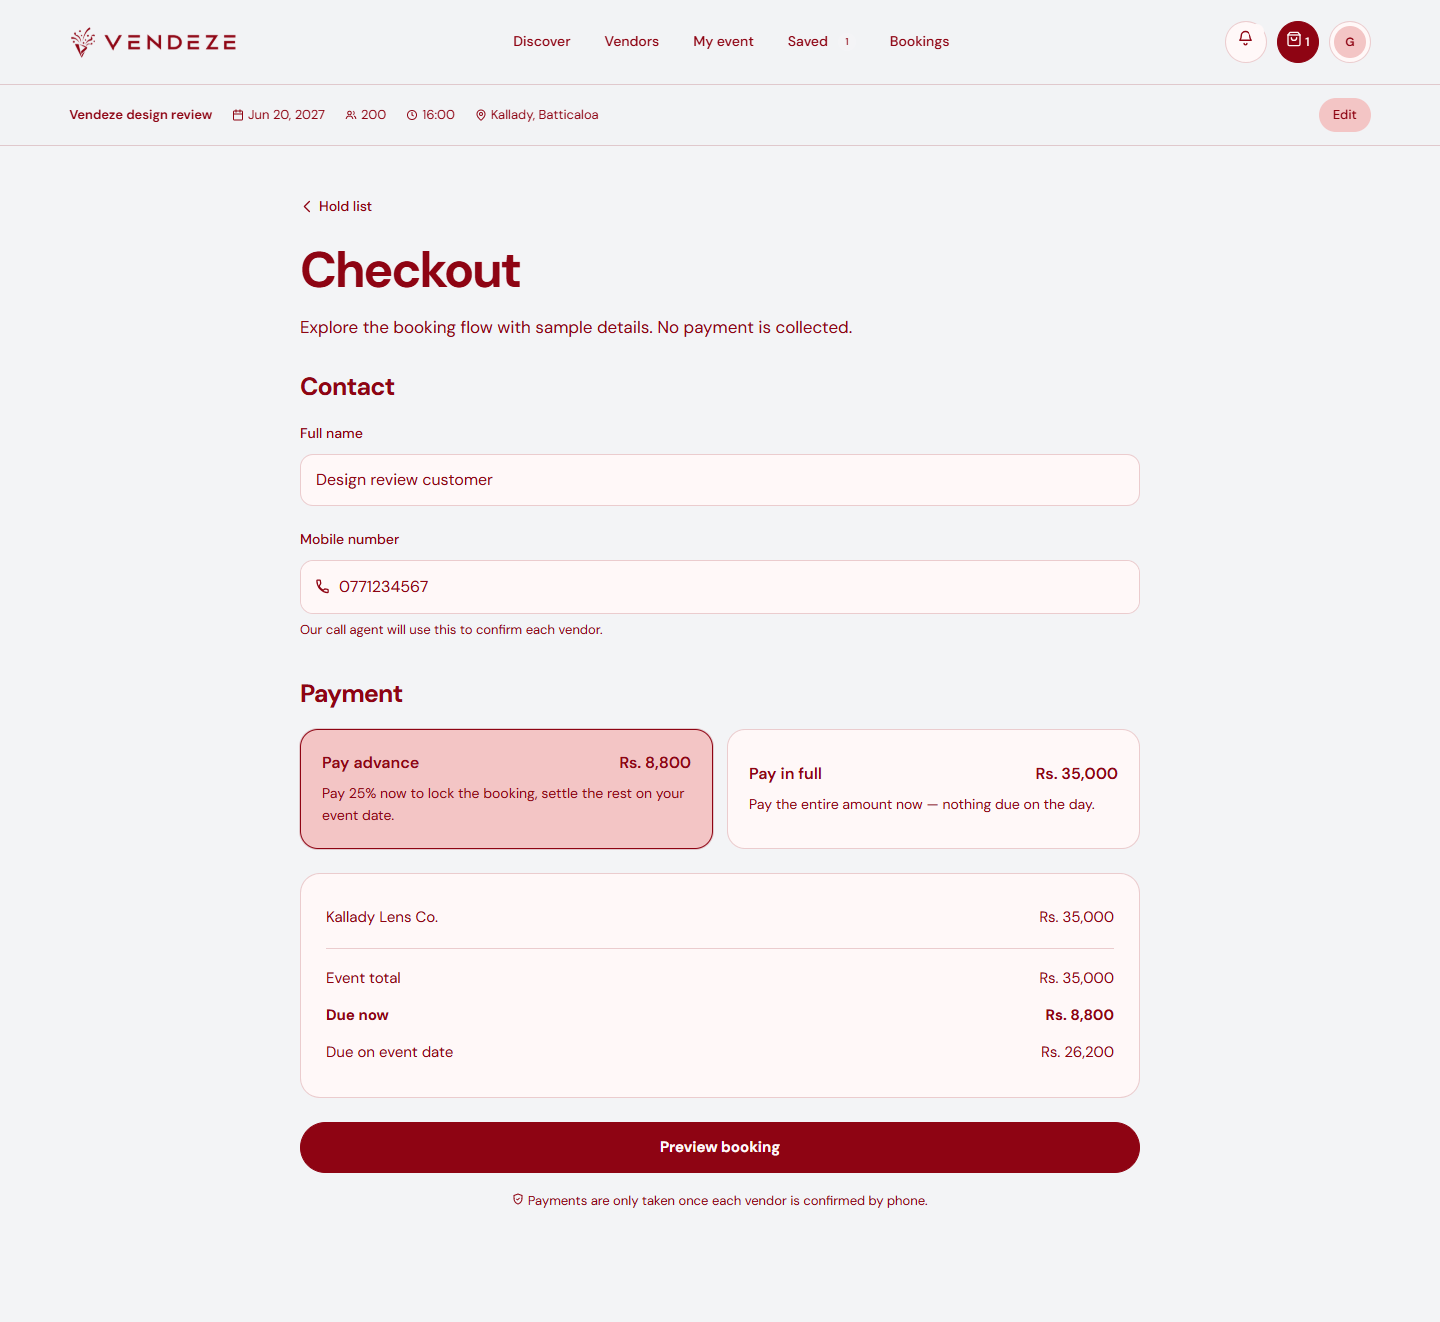 VENDEZE
Discover
Vendors
My event
Saved 1
Bookings
1
G
Vendeze design review
Jun 20, 2027
200
16:00
Kallady, Batticaloa
Edit
Hold list
Checkout
Explore the booking flow with sample details. No payment is collected.
Contact
Full name
Design review customer
Mobile number
0771234567
Our call agent will use this to confirm each vendor.
Payment
Pay advance Rs. 8,800
Pay 25% now to lock the booking, settle the rest on your
event date.
Pay in full Rs. 35,000
Pay the entire amount now — nothing due on the day.
Kallady Lens Co. Rs. 35,000
Event total Rs. 35,000
Due now Rs. 8,800
Due on event date Rs. 26,200
Preview booking
Payments are only taken once each vendor is confirmed by phone.